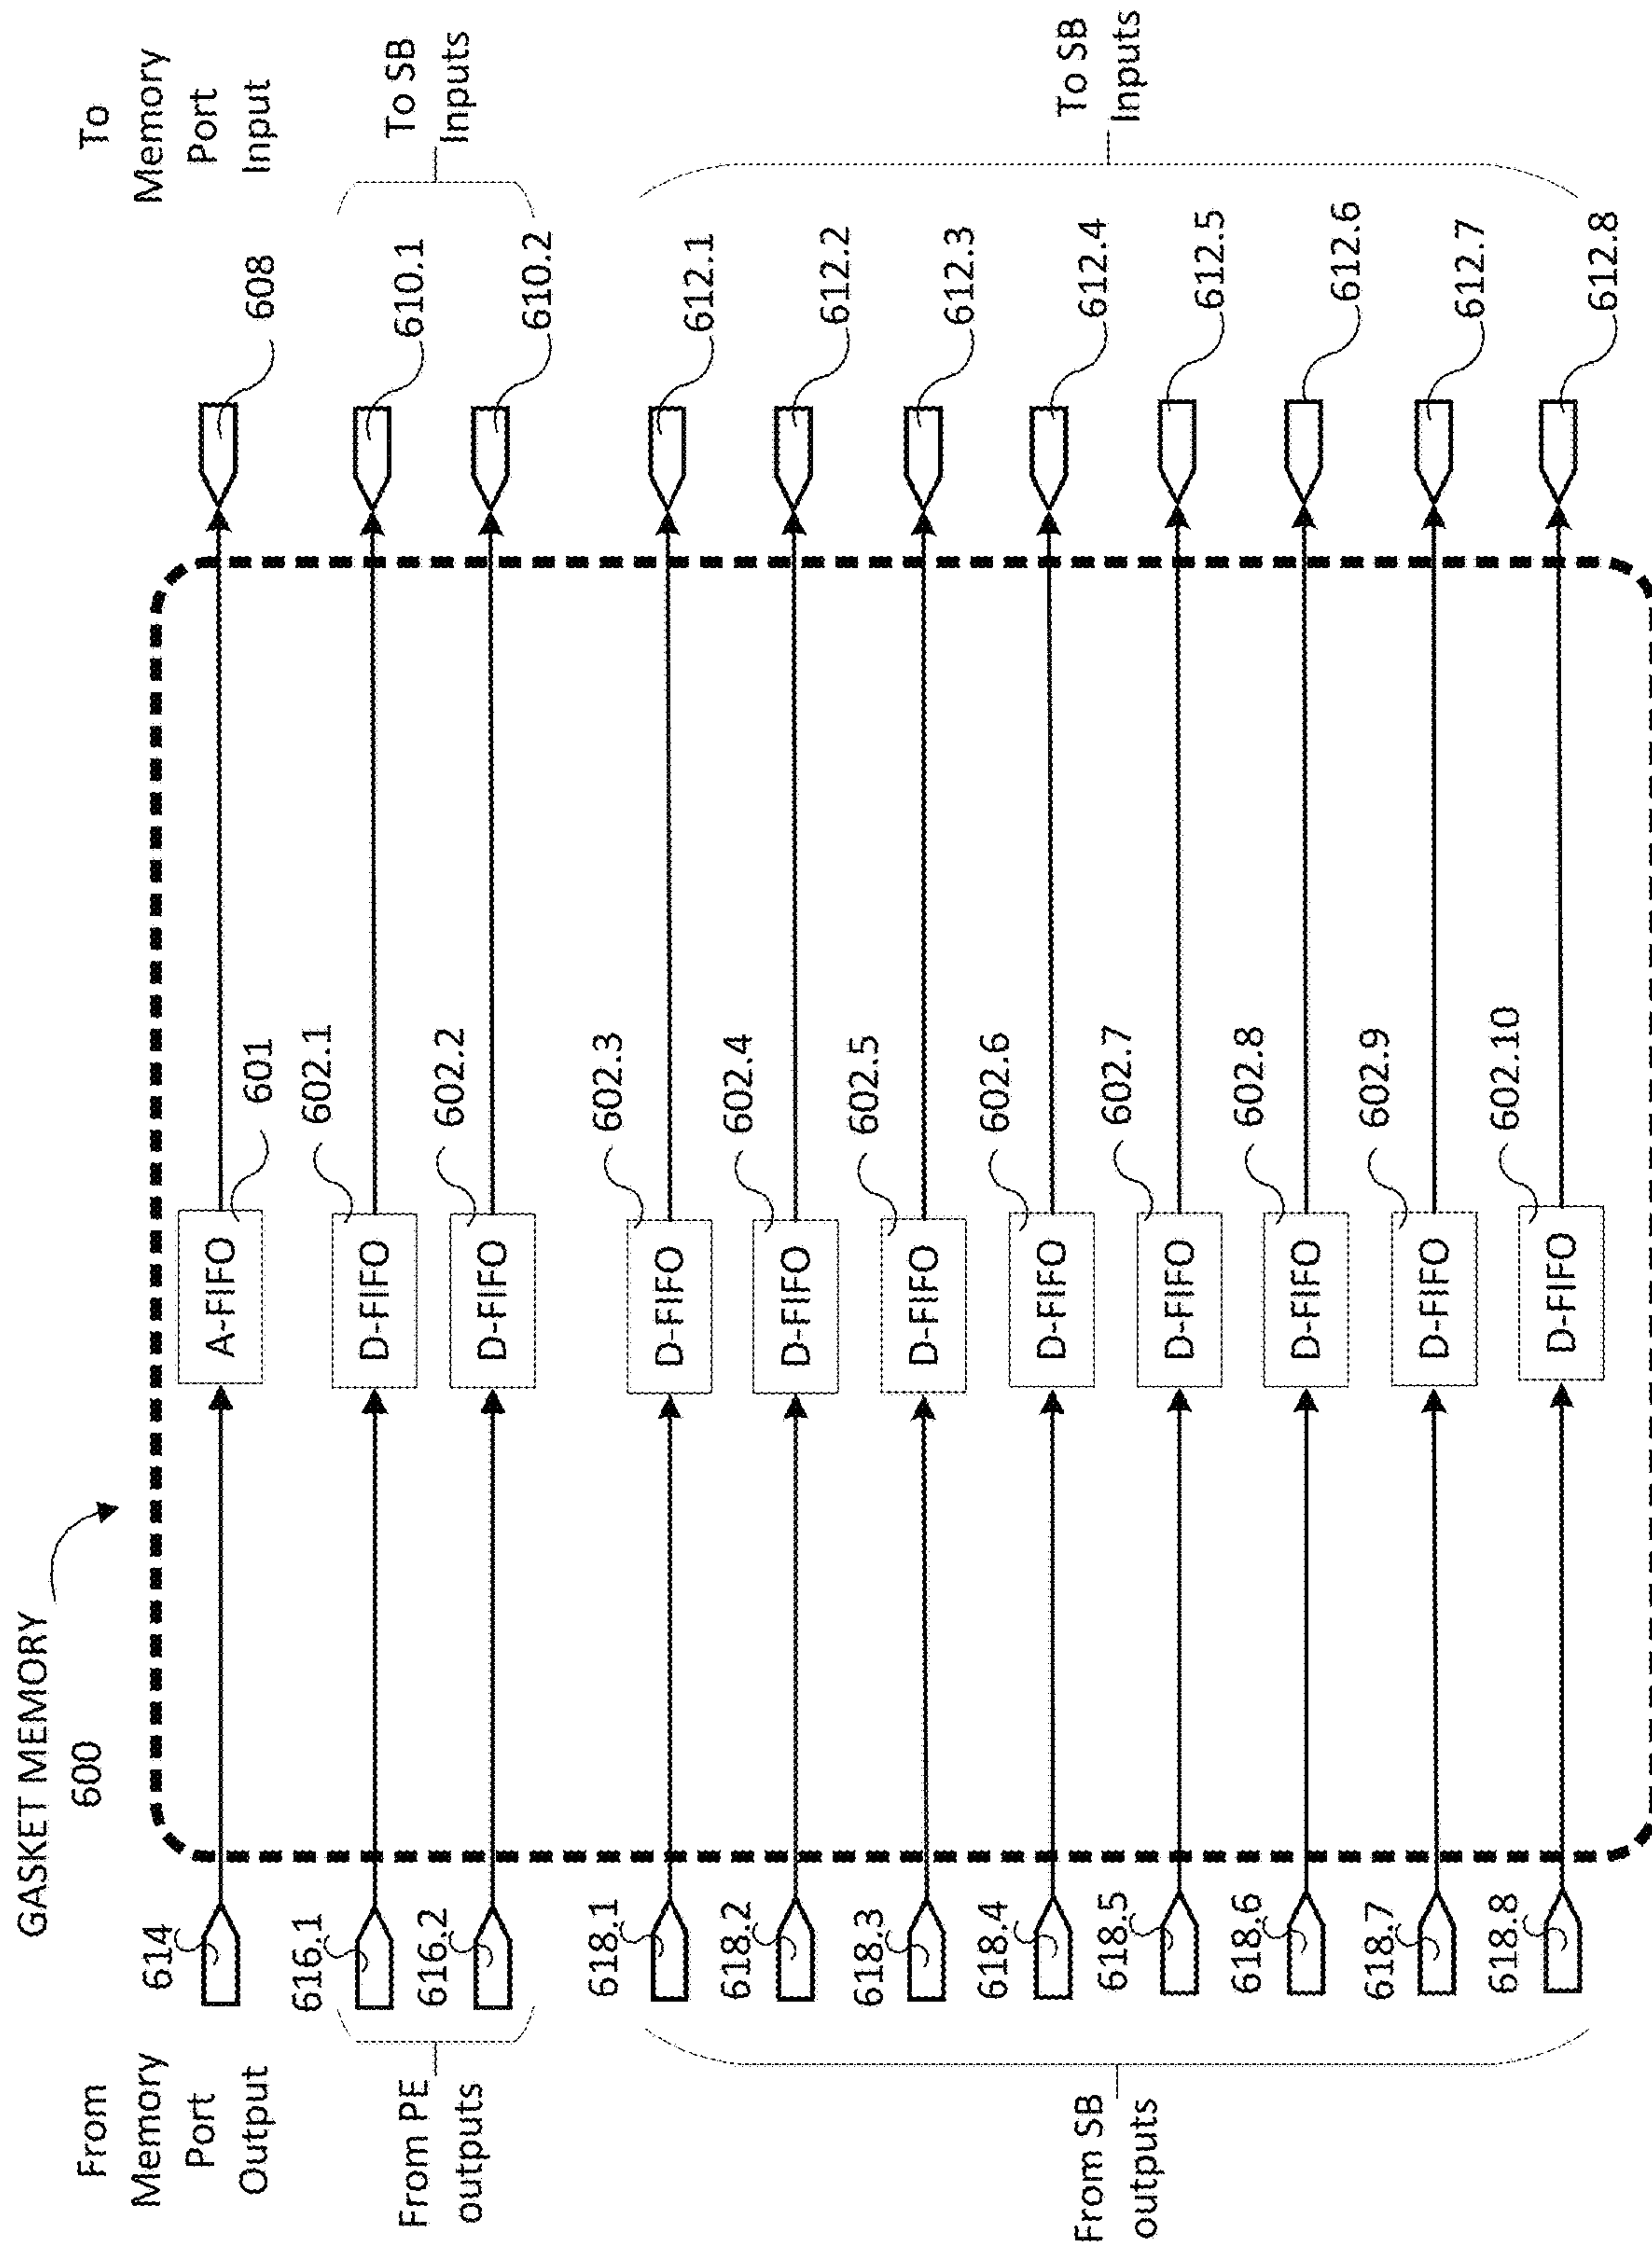 GASKET MEMORY
600
From
Memory
Port
Output
614
A-FIFO
601
608
To
Memory
Port
Input
From PE
outputs
616.1
D-FIFO
602.1
610.1
616.2
D-FIFO
602.2
610.2
To SB
Inputs
From SB
outputs
618.1
D-FIFO
602.3
612.1
618.2
D-FIFO
602.4
612.2
618.3
D-FIFO
602.5
612.3
618.4
D-FIFO
602.6
612.4
618.5
D-FIFO
602.7
612.5
618.6
D-FIFO
602.8
612.6
618.7
D-FIFO
602.9
612.7
618.8
D-FIFO
602.10
612.8
To SB
Inputs